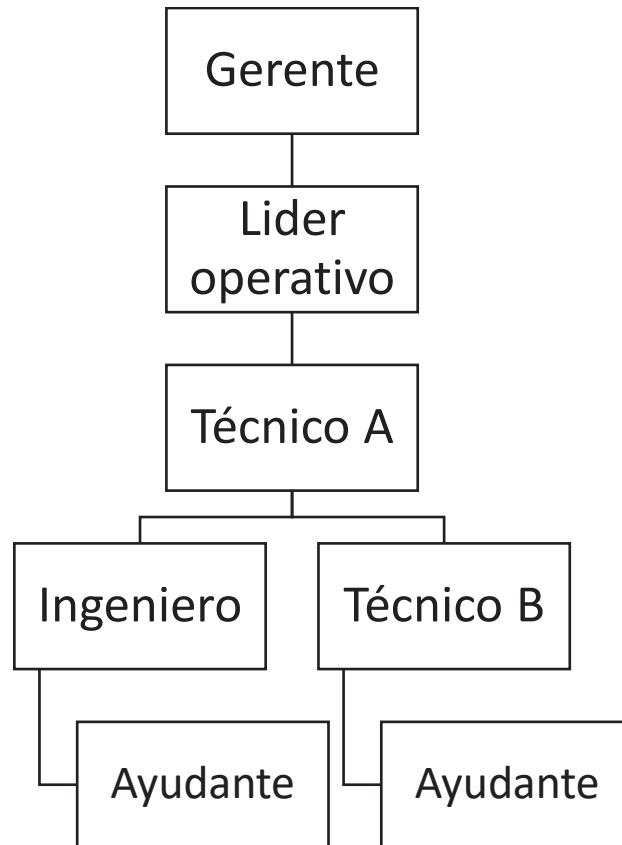 Gerente
Lider
operativo
Técnico A
Ingeniero
Técnico B
Ayudante
Ayudante